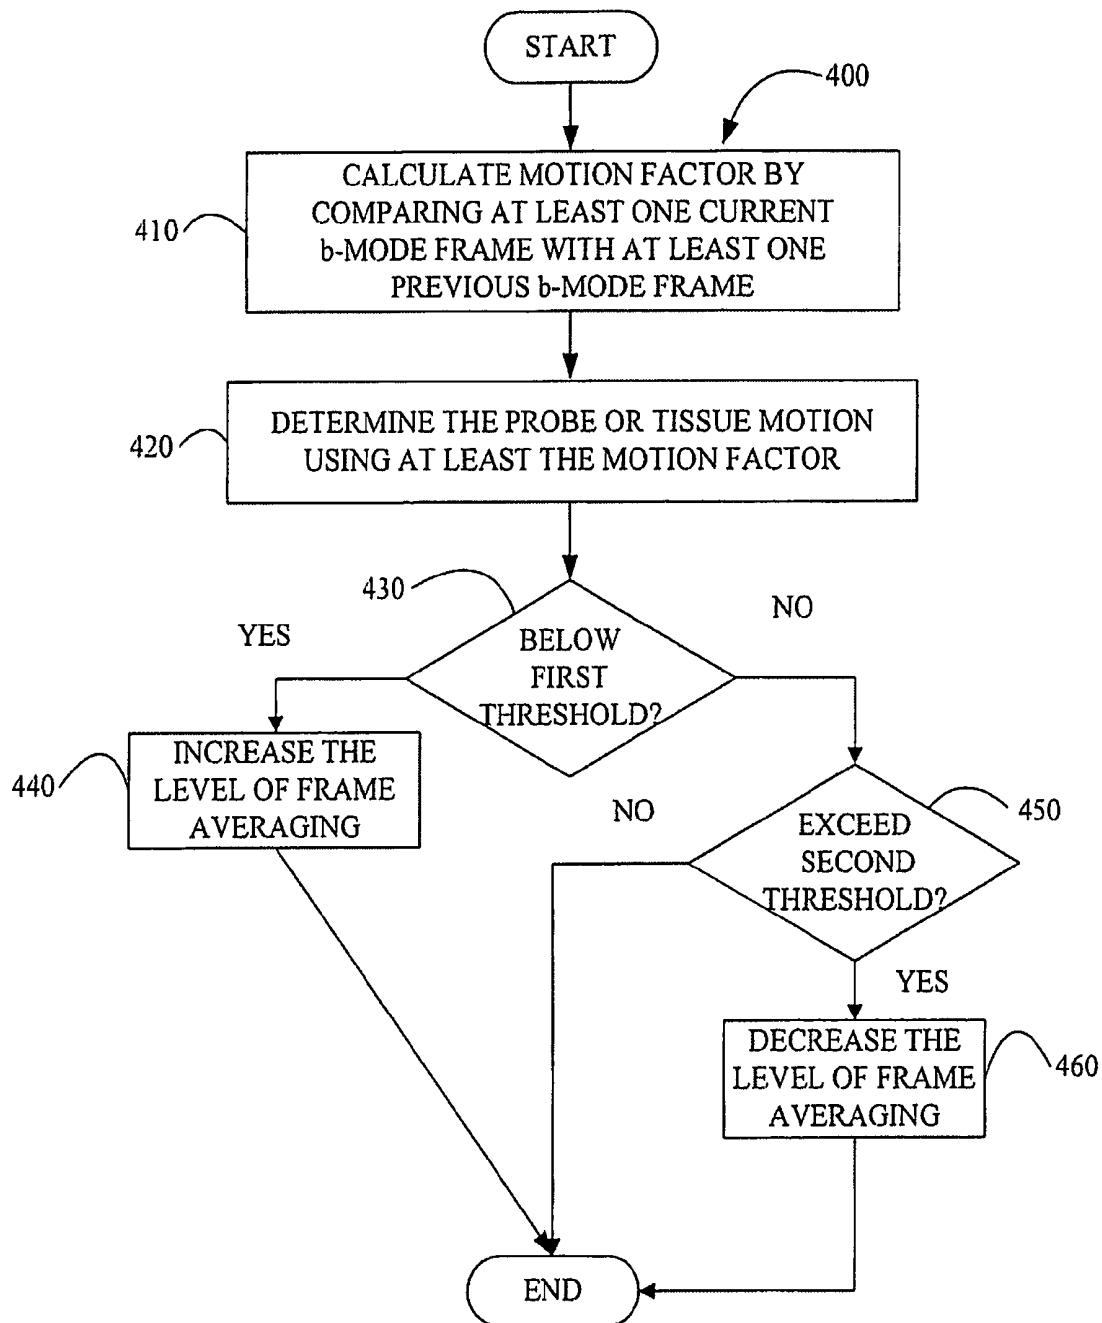 START
400
CALCULATE MOTION FACTOR BY
COMPARING AT LEAST ONE CURRENT
b-MODE FRAME WITH AT LEAST ONE
PREVIOUS b-MODE FRAME
410
DETERMINE THE PROBE OR TISSUE MOTION
USING AT LEAST THE MOTION FACTOR
420
430
BELOW
FIRST
THRESHOLD?
YES
NO
INCREASE THE
LEVEL OF FRAME
AVERAGING
440
NO
450
EXCEED
SECOND
THRESHOLD?
YES
DECREASE THE
LEVEL OF FRAME
AVERAGING
460
END